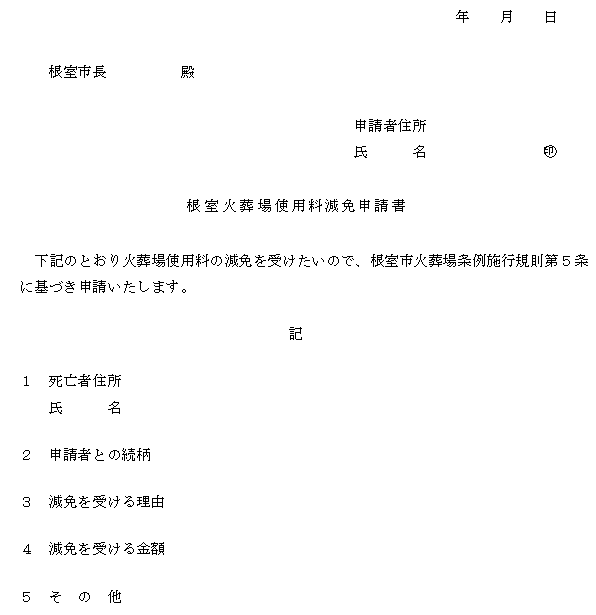 年　　月　　日
根室市長　　　　　殿
申請者住所
氏　　　名　　　　　　　　㊞
根室火葬場使用料減免申請書
下記のとおり火葬場使用料の減免を受けたいので、根室市火葬場条例施行規則第５条
に基づき申請いたします。
記
１　死亡者住所
氏　　　名
２　申請者との続柄
３　減免を受ける理由
４　減免を受ける金額
５　そ　の　他